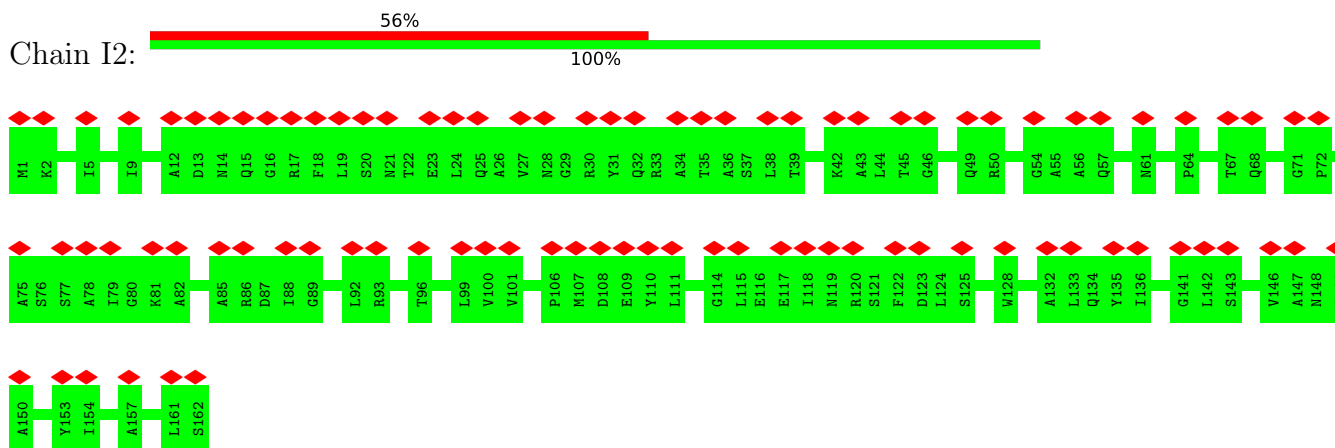 56%
Chain I2:
100%
M1 K2 I5 I9 A12 D13 N14 Q15 G16 R17 F18 L19 S20 N21 T22 E23 L24 Q25 A26 V27 N28 G29 R30 Y31 Q32 R33 A34 T35 A36 S37 L38 T39 K42 A43 L44 T45 G46 Q49 R50 G54 A55 A56 Q57 N61 P64 T67 Q68 G71 P72
A75 S76 S77 A78 I79 G80 K81 A82 A85 R86 D87 I88 G89 L92 R93 T96 L99 V100 V101 P106 M107 D108 E109 Y110 L111 G114 L115 E116 E117 I118 N119 R120 S121 F122 D123 L124 S125 W128 A132 L133 Q134 Y135 I136 G141 L142 S143 V146 A147 N148
A150 Y153 I154 A157 L161 S162